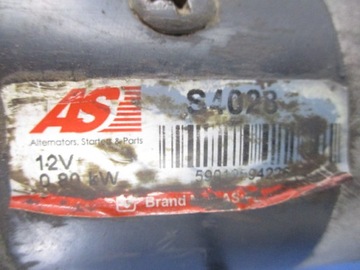 AS
Alternators, Starters & Parts
S4028
12V
0.80 kW
Brand
AS